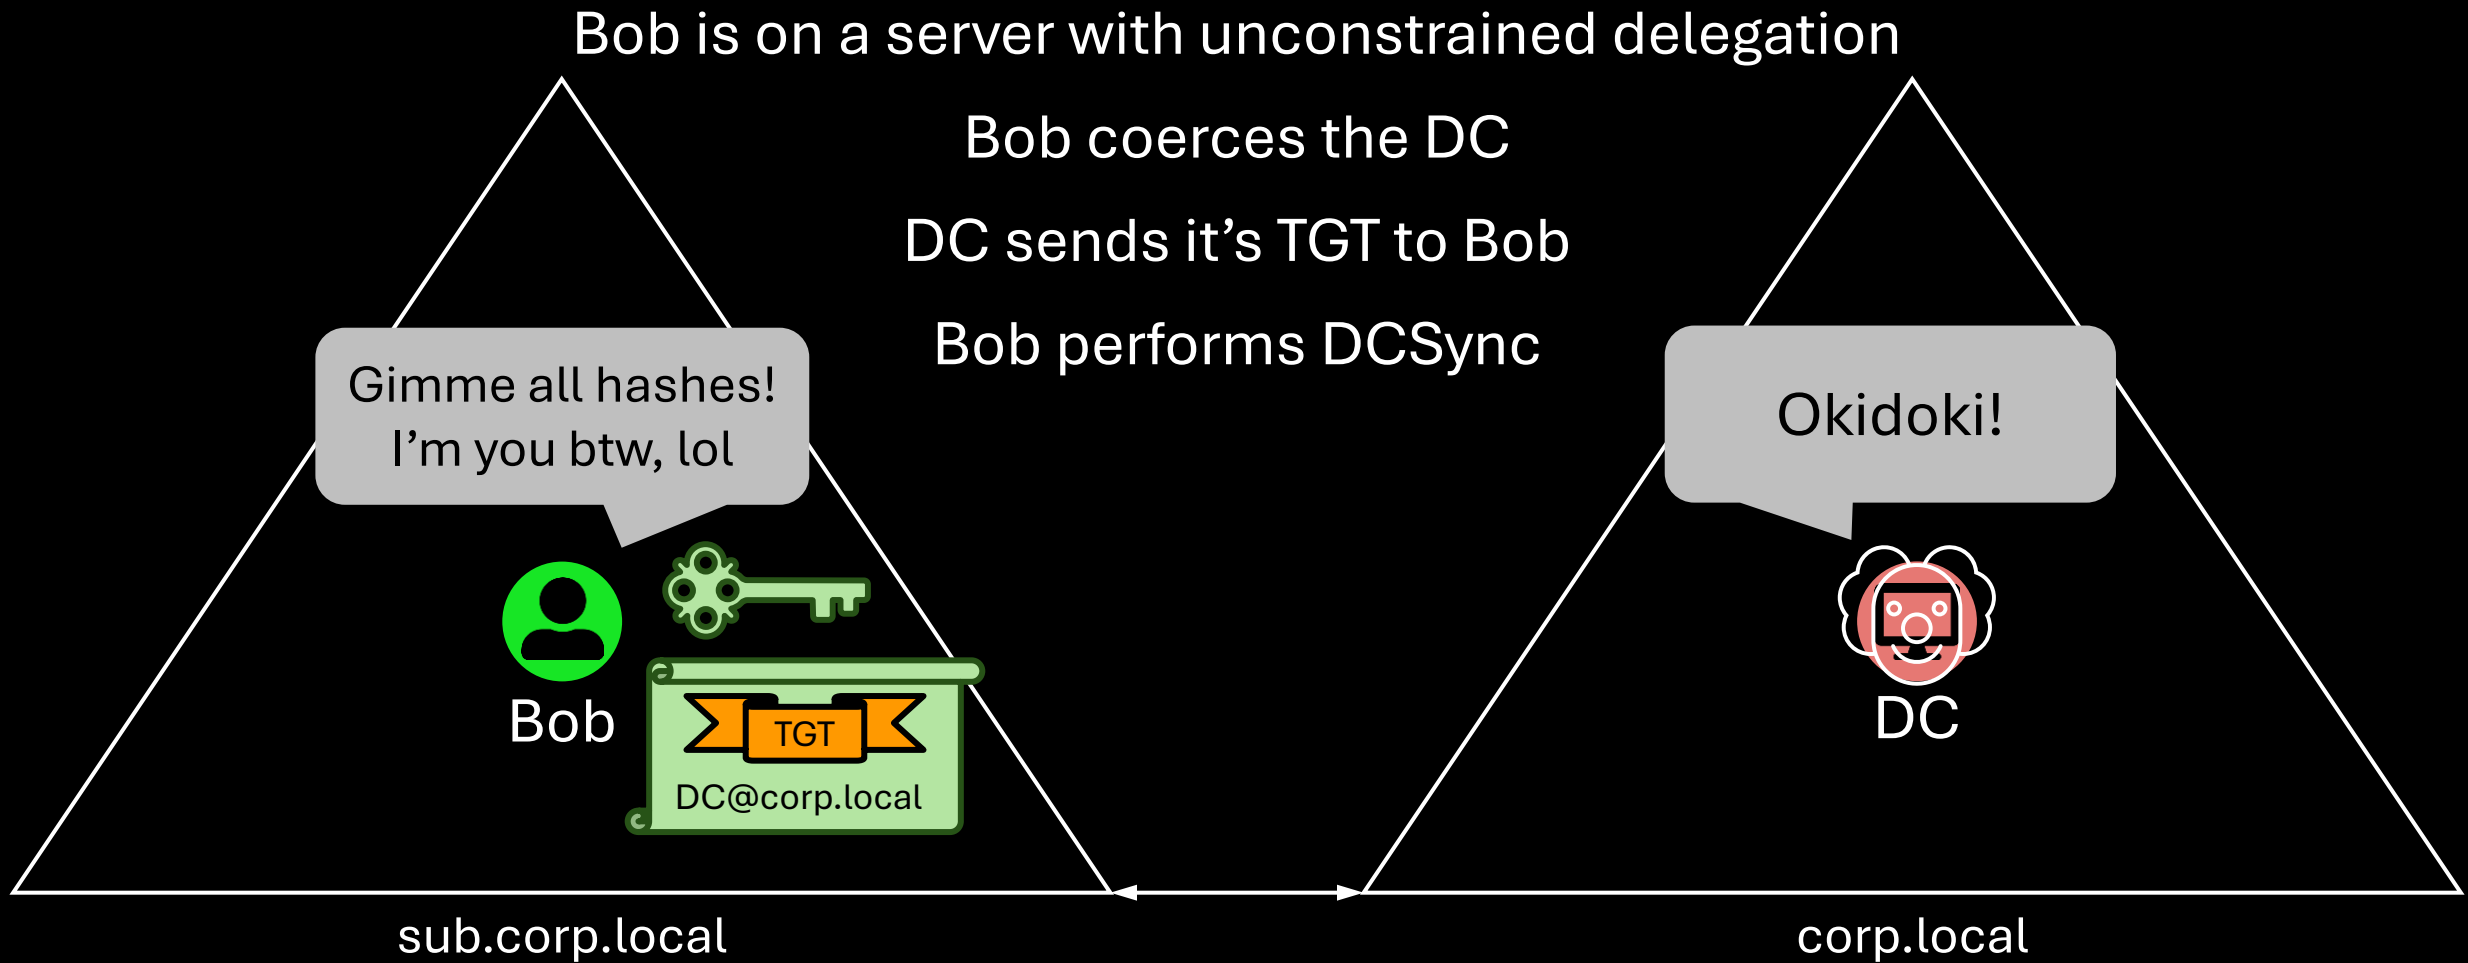 Bob is on a server with unconstrained delegation
Bob coerces the DC
DC sends it’s TGT to Bob
Bob performs DCSync
Gimme all hashes!
I’m you btw, lol
Okidoki!
Bob
TGT
DC@corp.local
DC
sub.corp.local
corp.local